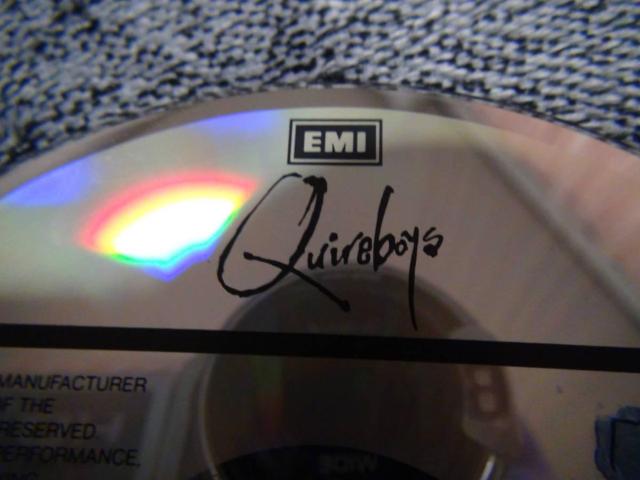 EMI
Quireboys
MANUFACTURER
OF THE
RESERVED.
PERFORMANCE,